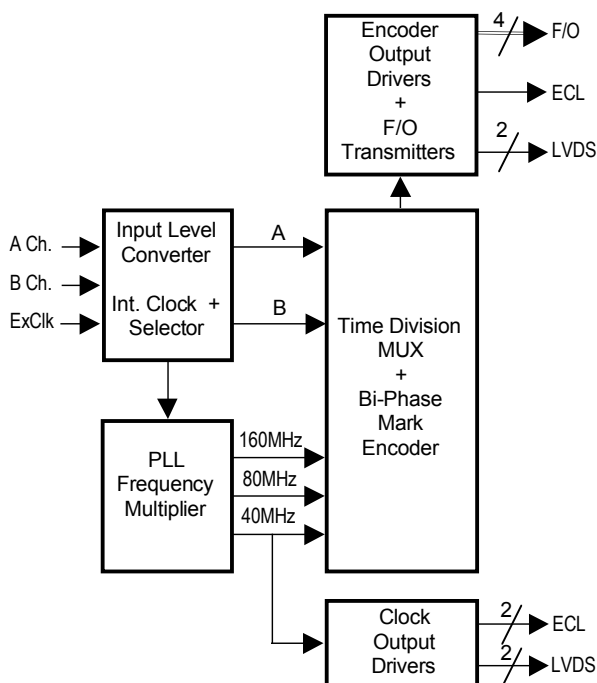 Encoder
Output
Drivers
+
F/O
Transmitters
4
F/O
ECL
2
LVDS
A Ch.
B Ch.
ExClk
Input Level
Converter
Int. Clock +
Selector
A
B
Time Division
MUX
+
Bi-Phase
Mark
Encoder
PLL
Frequency
Multiplier
160MHz
80MHz
40MHz
Clock
Output
Drivers
2
ECL
2
LVDS